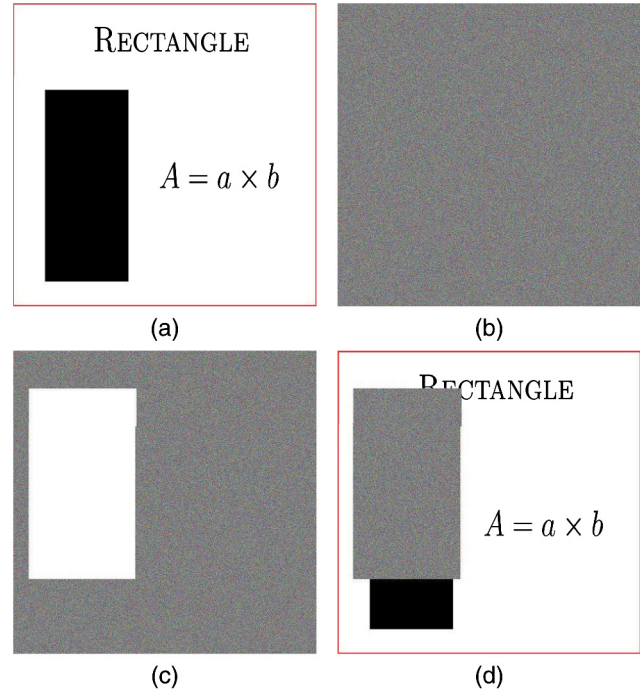 RECTANGLE
A = a × b
(a)
(b)
RECTANGLE
A = a × b
(c)
(d)